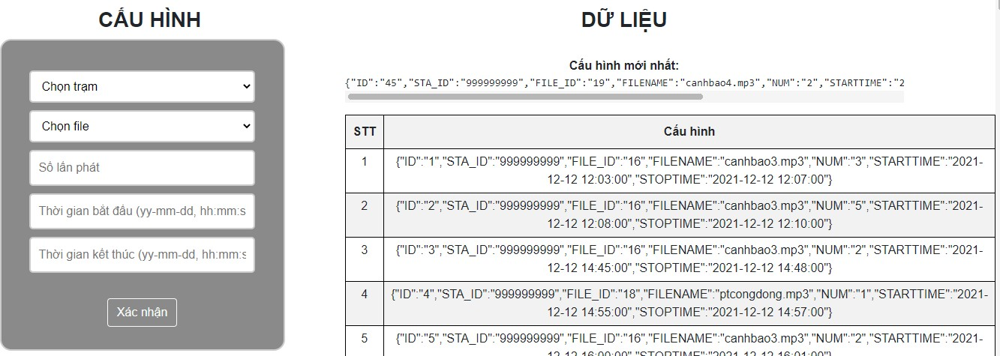 CẤU HÌNH
Chọn trạm
Chọn file
Số lần phát
Thời gian bắt đầu (yy-mm-dd, hh:mm:s
Thời gian kết thúc (yy-mm-dd, hh:mm:s
Xác nhận
DỮ LIỆU
Cấu hình mới nhất:
{"ID":"45","STA_ID":"999999999","FILE_ID":"19","FILENAME":"canhbao4.mp3","NUM":"2","STARTTIME":"2
STT Cấu hình
1 {"ID":"1","STA_ID":"999999999","FILE_ID":"16","FILENAME":"canhbao3.mp3","NUM":"3","STARTTIME":"2021-
12-12 12:03:00","STOPTIME":"2021-12-12 12:07:00"}
2 {"ID":"2","STA_ID":"999999999","FILE_ID":"16","FILENAME":"canhbao3.mp3","NUM":"5","STARTTIME":"2021-
12-12 12:08:00","STOPTIME":"2021-12-12 12:10:00"}
3 {"ID":"3","STA_ID":"999999999","FILE_ID":"16","FILENAME":"canhbao3.mp3","NUM":"2","STARTTIME":"2021-
12-12 14:45:00","STOPTIME":"2021-12-12 14:48:00"}
4 {"ID":"4","STA_ID":"999999999","FILE_ID":"18","FILENAME":"ptcongdong.mp3","NUM":"1","STARTTIME":"2021-
12-12 14:55:00","STOPTIME":"2021-12-12 14:57:00"}
5 {"ID":"5","STA_ID":"999999999","FILE_ID":"16","FILENAME":"canhbao3.mp3","NUM":"2","STARTTIME":"2021-
12-12 16:00:00","STOPTIME":"2021-12-12 16:01:00"}